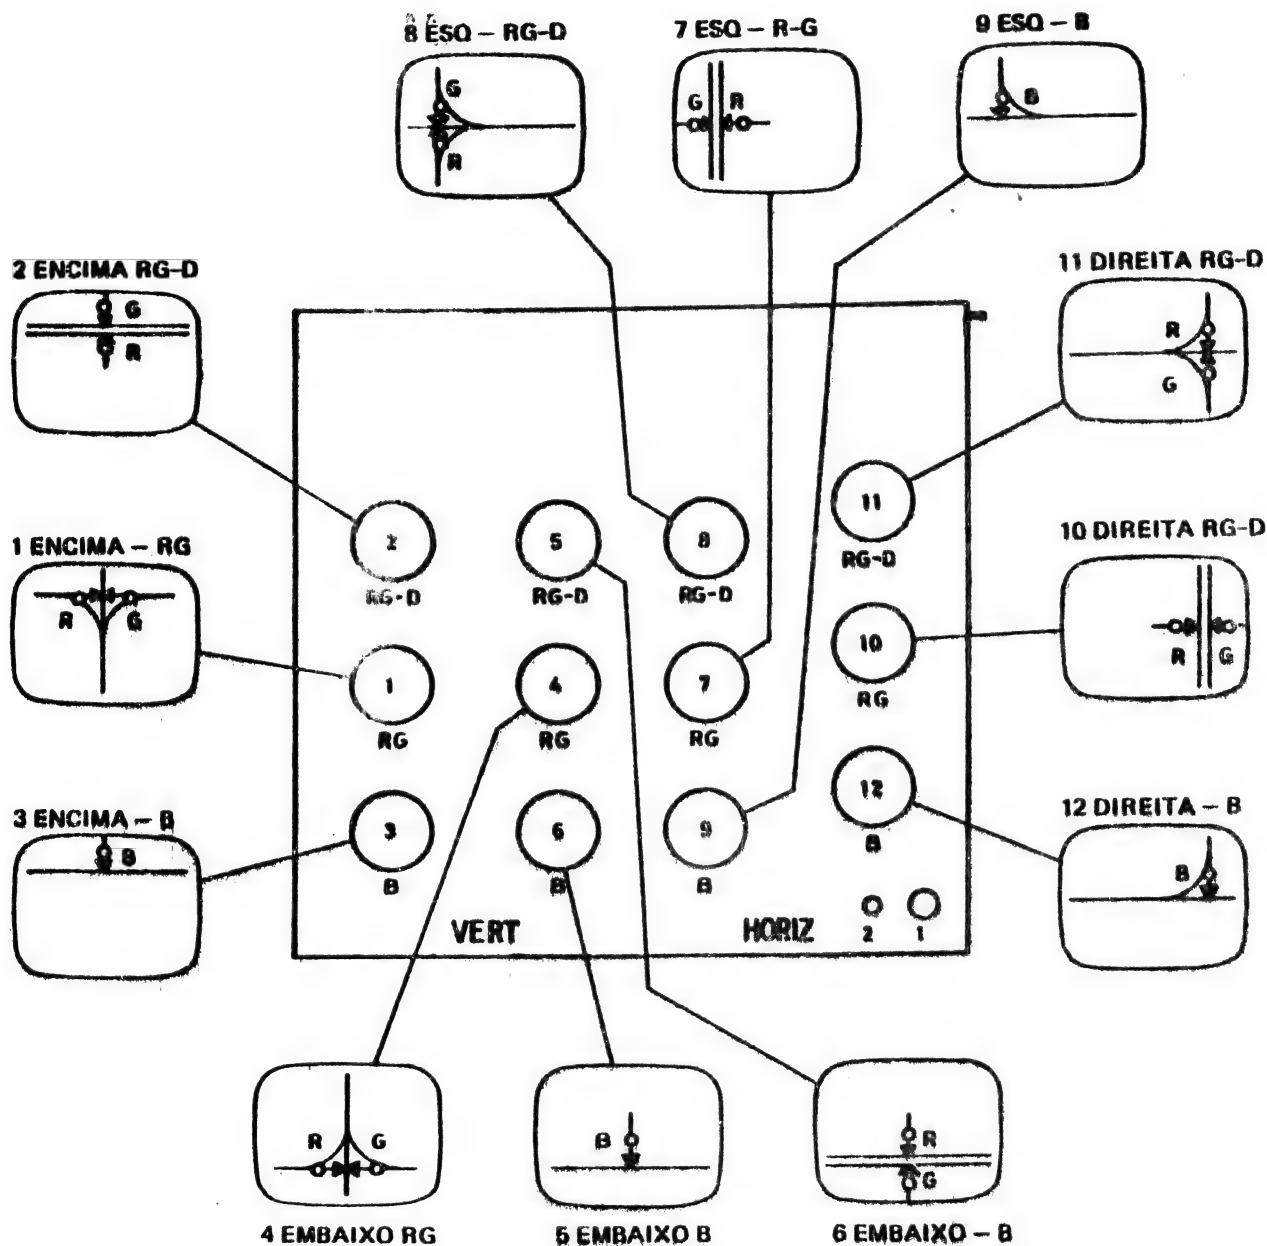 8 ESQ – RG-D
7 ESQ – R-G
9 ESQ – B
G
R
G R
B
2 ENCIMA RG-D
G
R
11 DIREITA RG-D
R
G
1 ENCIMA – RG
R G
10 DIREITA RG-D
R G
3 ENCIMA – B
B
12 DIREITA – B
B
2
RG-D
5
RG-D
8
RG-D
11
RG-D
1
RG
4
RG
7
RG
10
RG
3
B
6
B
9
B
12
B
VERT
HORIZ
2 1
R G
B
R
G
4 EMBAIXO RG
5 EMBAIXO B
6 EMBAIXO – B